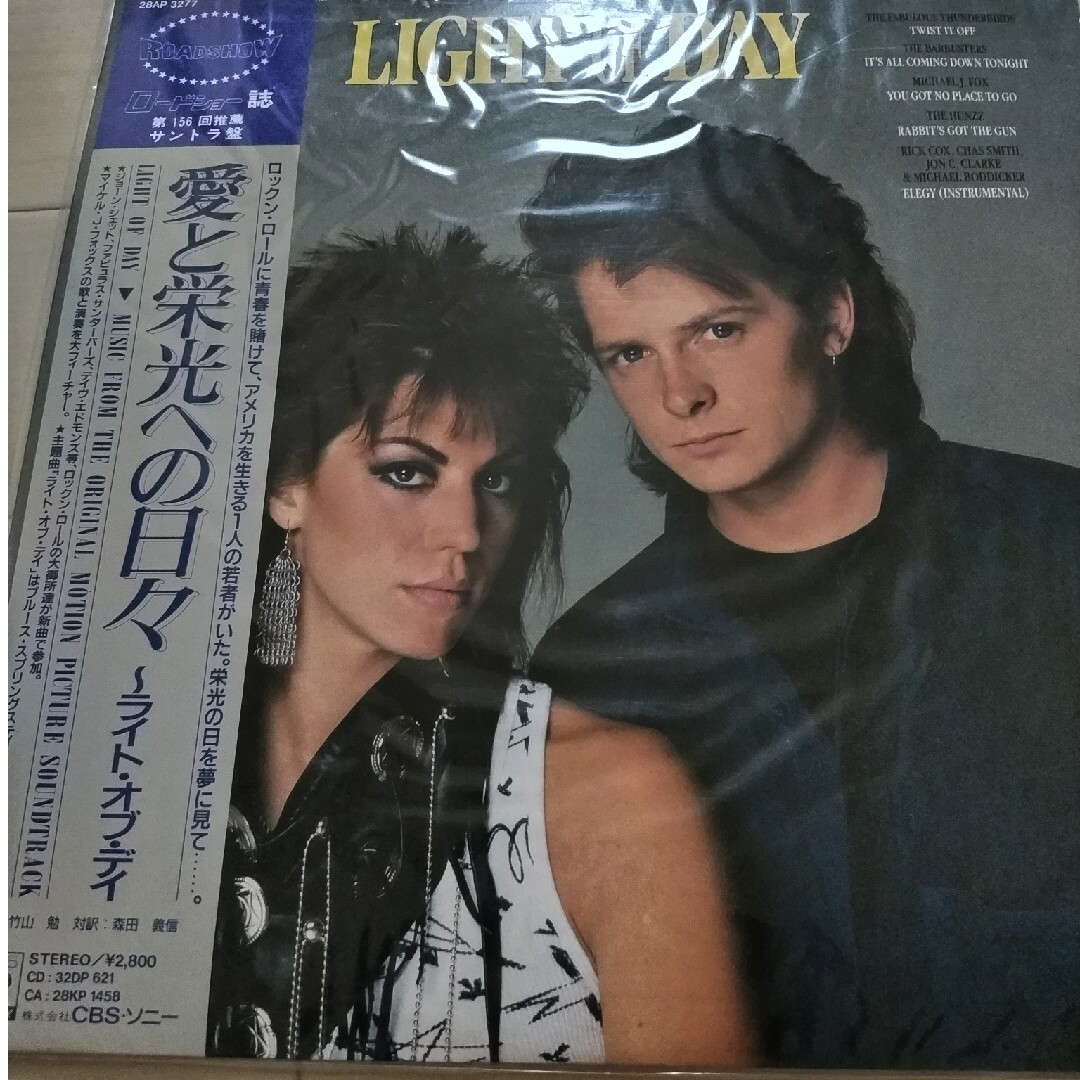 28AP 3277
ROADSHOW
ロードショー誌
第156回推薦
サントラ盤
ロックン・ロールに青春を賭けて、アメリカを生きる1人の若者がいた。栄光の日を夢に見て……。
愛と栄光への日々
~ライト・オブ・デイ
LIGHT OF DAY ▼ MUSIC FROM THE ORIGINAL MOTION PICTURE SOUNDTRACK
★ジョーン・ジェット、ファビュラス・サンダーバーズ、デイヴ・エドモンズ等、ロックン・ロールの大御所達が新曲で参加。
★マイケル・J・フォックスの歌と演奏を大フィーチャー。★主題曲「ライト・オブ・デイ」はブルース・スプリングスティ
竹山 勉 対訳:森田 義信
STEREO/¥2,800
CD:32DP 621
CA:28KP 1458
株式会社CBS・ソニー
LIGHT OF DAY
THE FABULOUS THUNDERBIRDS
TWIST IT OFF
THE BARBUSTERS
IT'S ALL COMING DOWN TONIGHT
MICHAEL J. FOX
YOU GOT NO PLACE TO GO
THE HUNZZ
RABBIT'S GOT THE GUN
RICK COX, CHAS SMITH,
JON C. CLARKE
& MICHAEL BODDICKER
ELEGY (INSTRUMENTAL)